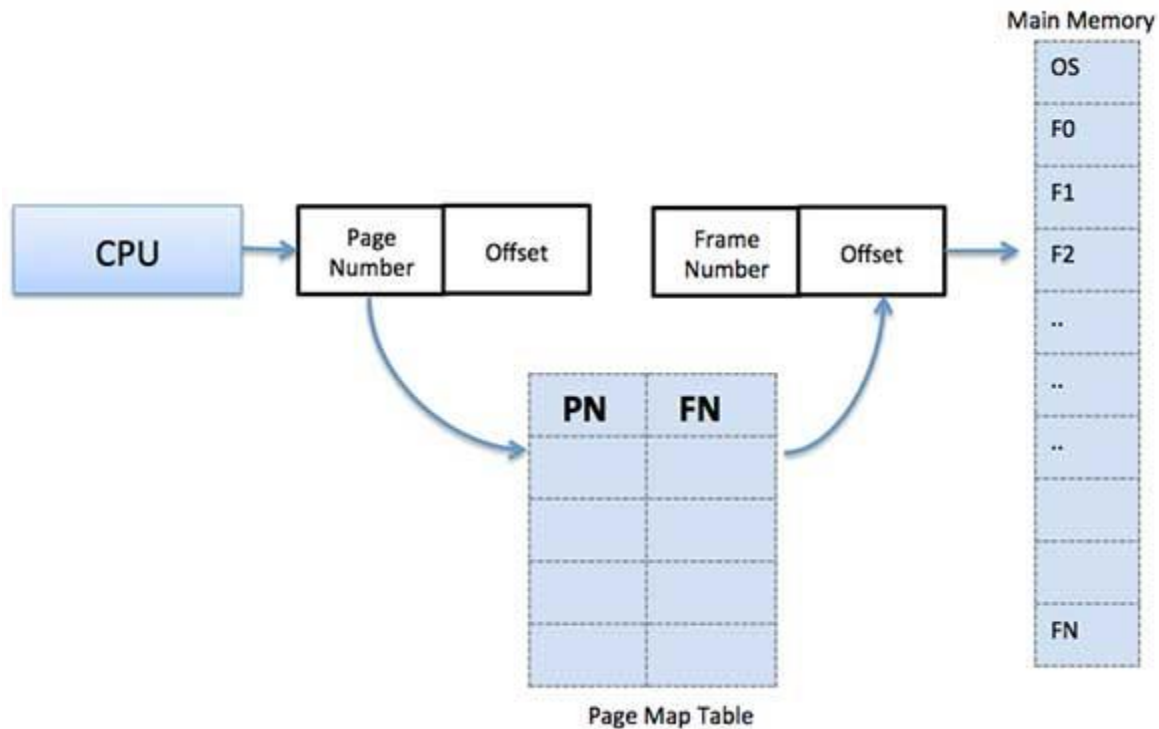 Main Memory
OS
F0
F1
F2
..
..
..
FN
CPU
Page
Number
Offset
Frame
Number
Offset
PN
FN
Page Map Table